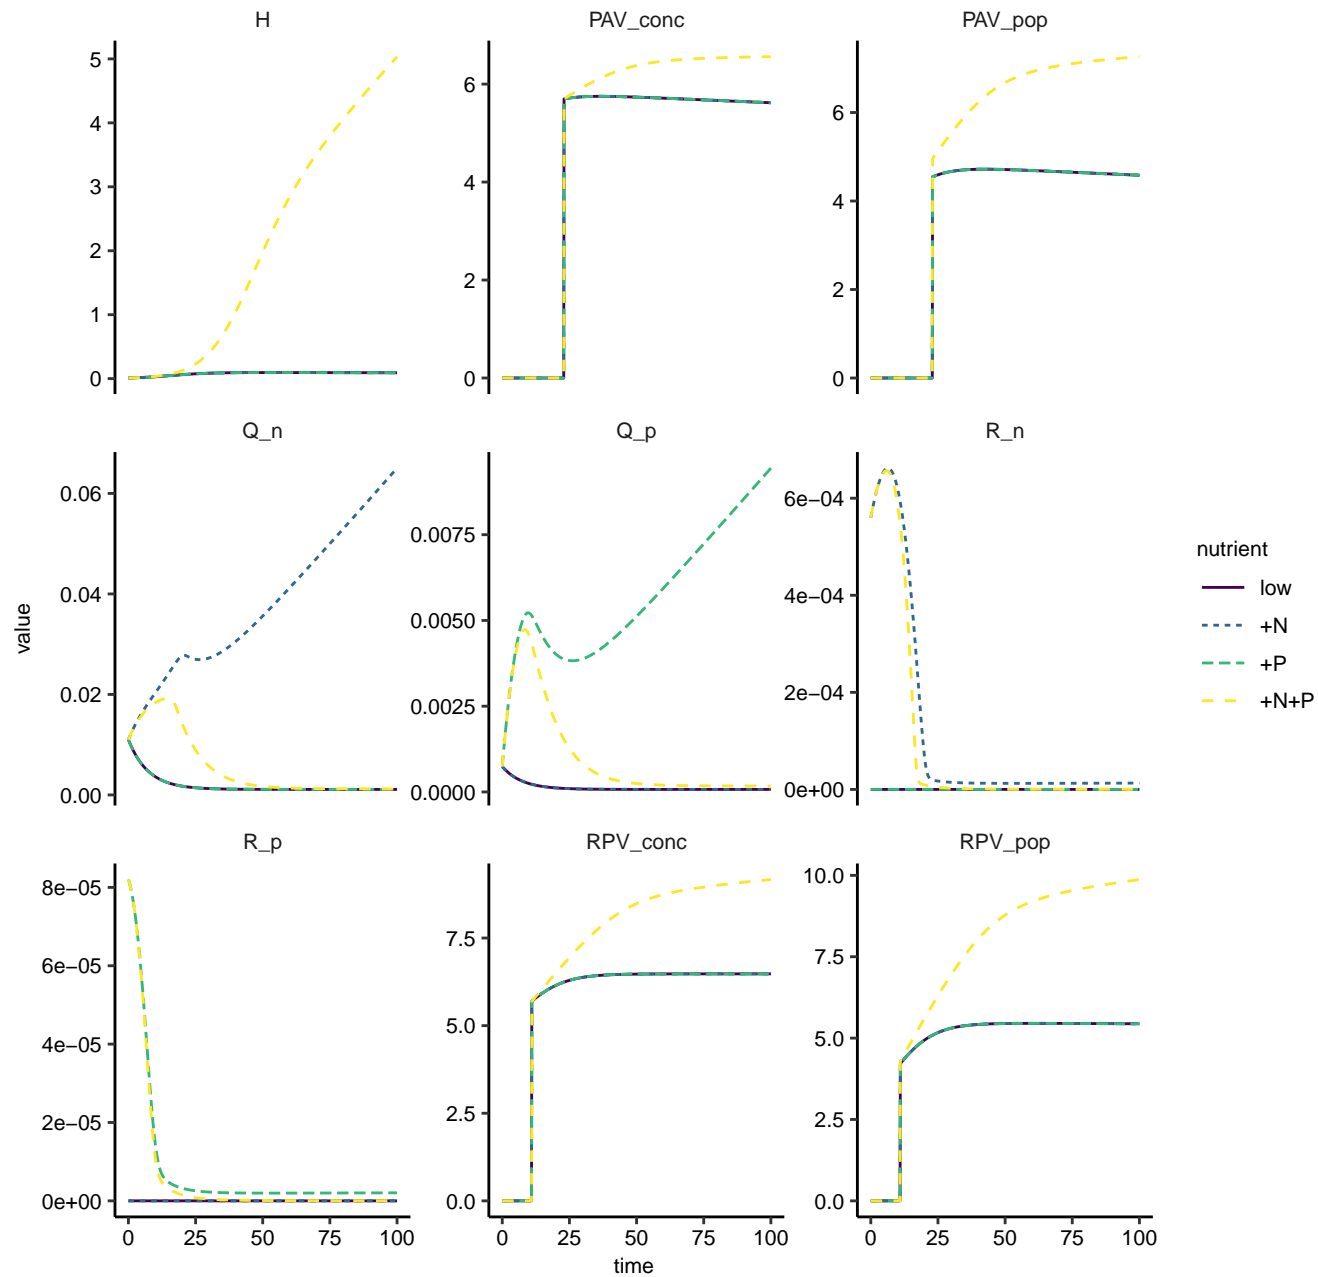 H
PAV_conc
PAV_pop
5
4
3
2
1
0
6
4
2
0
6
4
2
0
Q_n
Q_p
R_n
0.06
0.04
0.02
0.00
0.0075
0.0050
0.0025
0.0000
6e−04
4e−04
2e−04
0e+00
value
nutrient
low
+N
+P
+N+P
R_p
RPV_conc
RPV_pop
8e−05
6e−05
4e−05
2e−05
0e+00
7.5
5.0
2.5
0.0
10.0
7.5
5.0
2.5
0.0
0 25 50 75 100
0 25 50 75 100
0 25 50 75 100
time